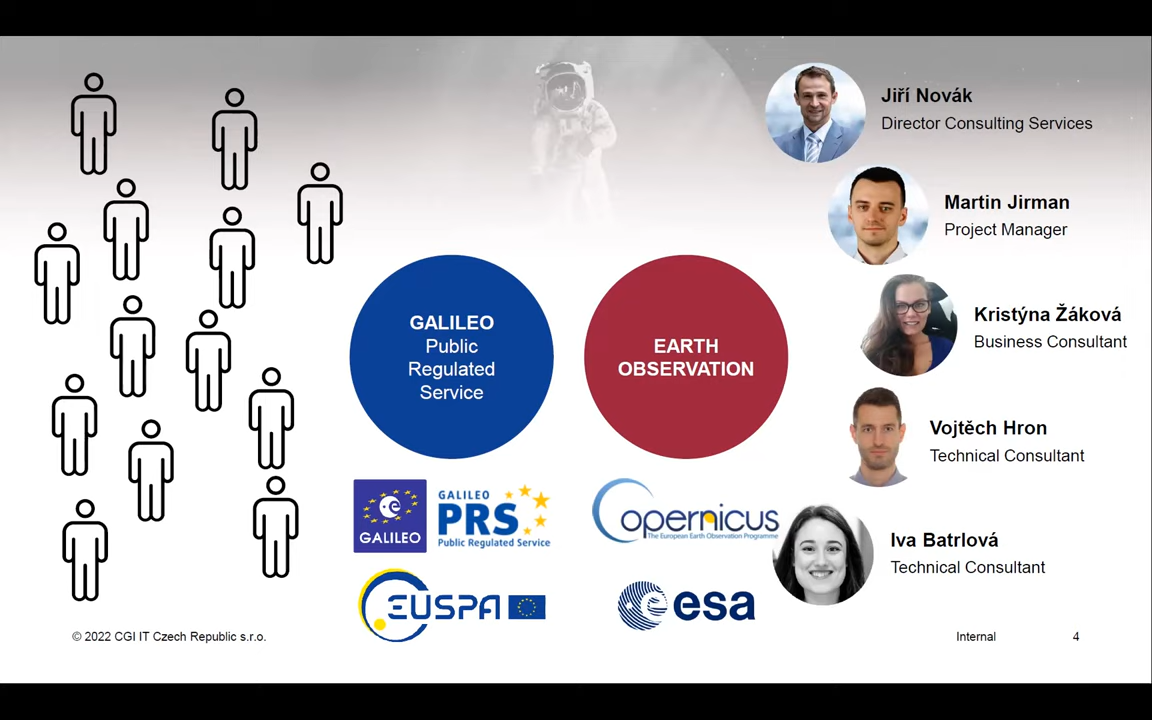 Jiří Novák
Director Consulting Services
Martin Jirman
Project Manager
Kristýna Žáková
Business Consultant
Vojtěch Hron
Technical Consultant
Iva Batrlová
Technical Consultant
GALILEO
Public
Regulated
Service
EARTH
OBSERVATION
GALILEO
GALILEO
PRS
Public Regulated Service
Copernicus
The European Earth Observation Programme
EUSPA
esa
© 2022 CGI IT Czech Republic s.r.o.
Internal
4